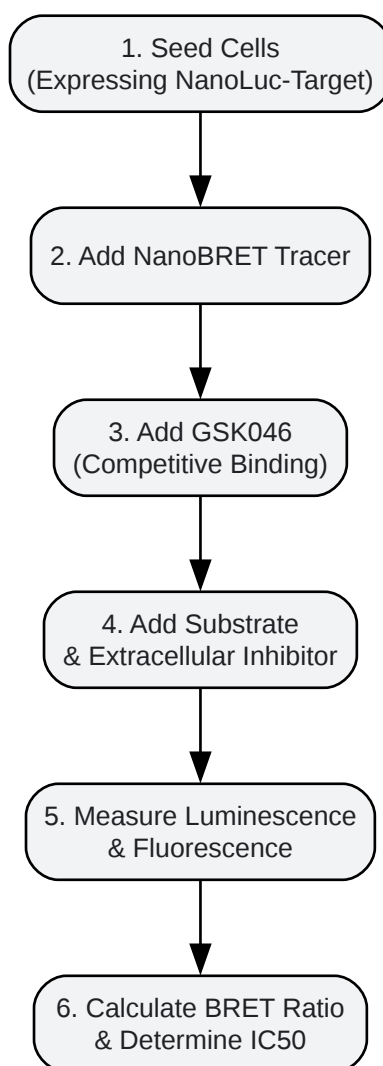 1. Seed Cells
(Expressing NanoLuc-Target)
2. Add NanoBRET Tracer
3. Add GSK046
(Competitive Binding)
4. Add Substrate
& Extracellular Inhibitor
5. Measure Luminescence
& Fluorescence
6. Calculate BRET Ratio
& Determine IC50